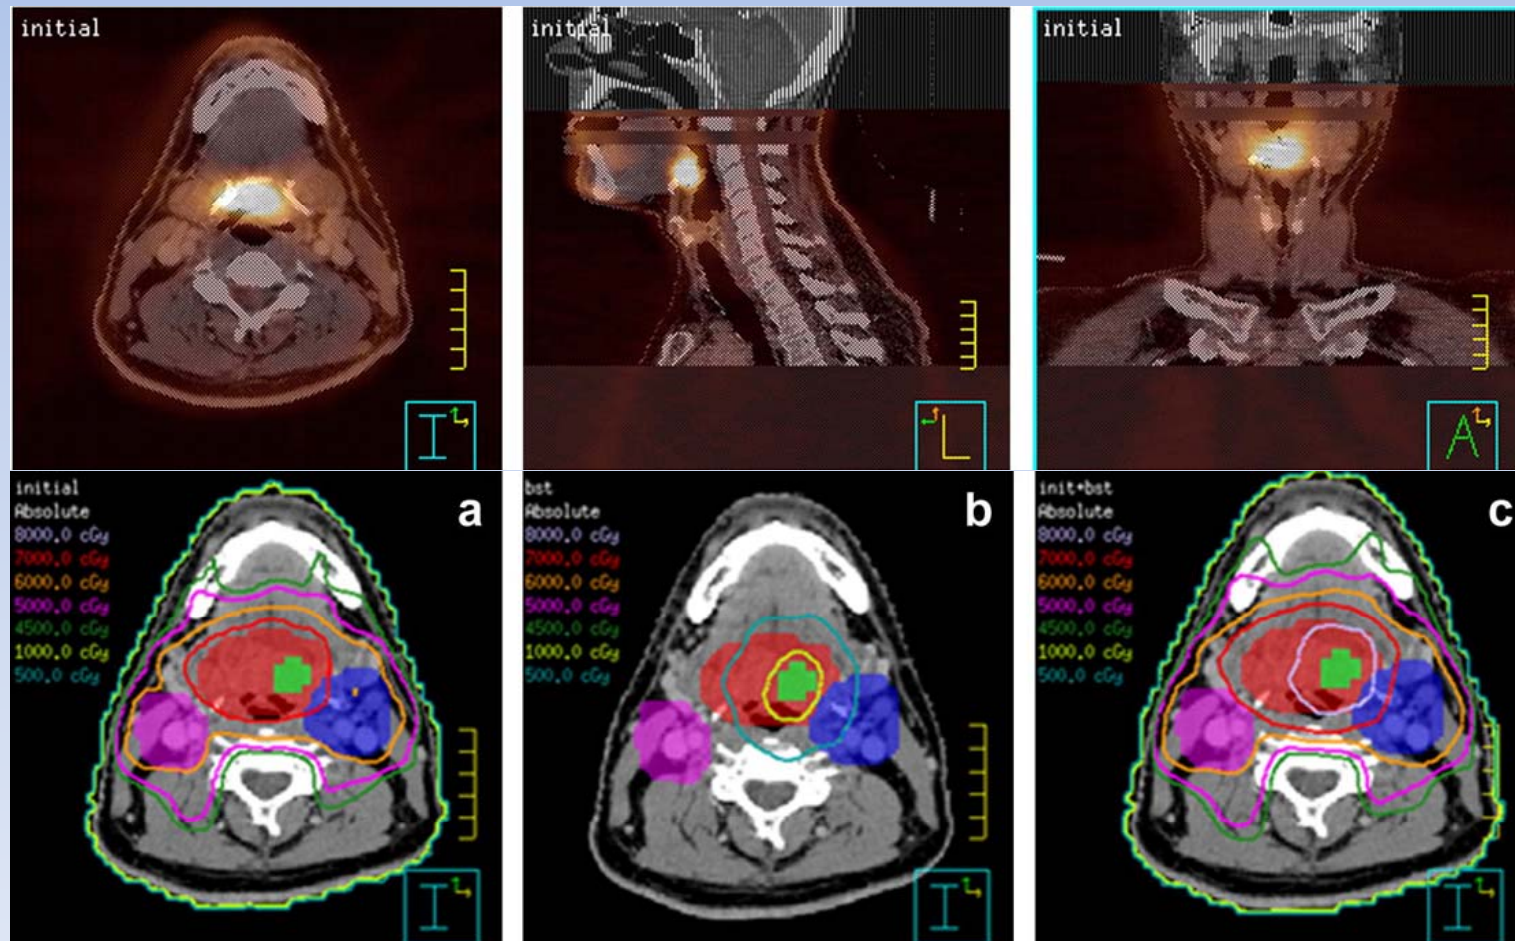 initial
initial
initial
I
L
A
initial
Absolute
8000.0 cGy
7000.0 cGy
6000.0 cGy
5000.0 cGy
4500.0 cGy
1000.0 cGy
500.0 cGy
a
I
bst
Absolute
8000.0 cGy
7000.0 cGy
6000.0 cGy
5000.0 cGy
4500.0 cGy
1000.0 cGy
500.0 cGy
b
I
init+bst
Absolute
8000.0 cGy
7000.0 cGy
6000.0 cGy
5000.0 cGy
4500.0 cGy
1000.0 cGy
500.0 cGy
c
I